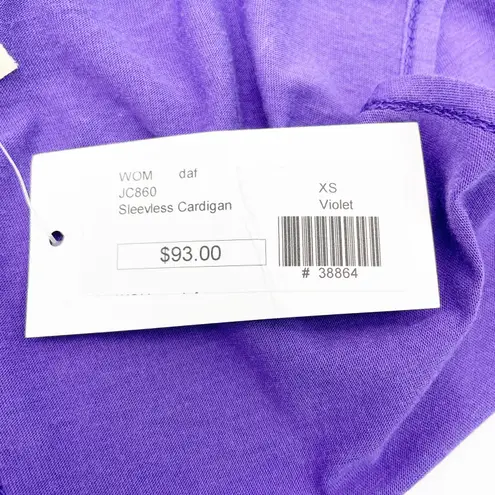 WOM daf
JC860
Sleevless Cardigan
$93.00
XS
Violet
# 38864